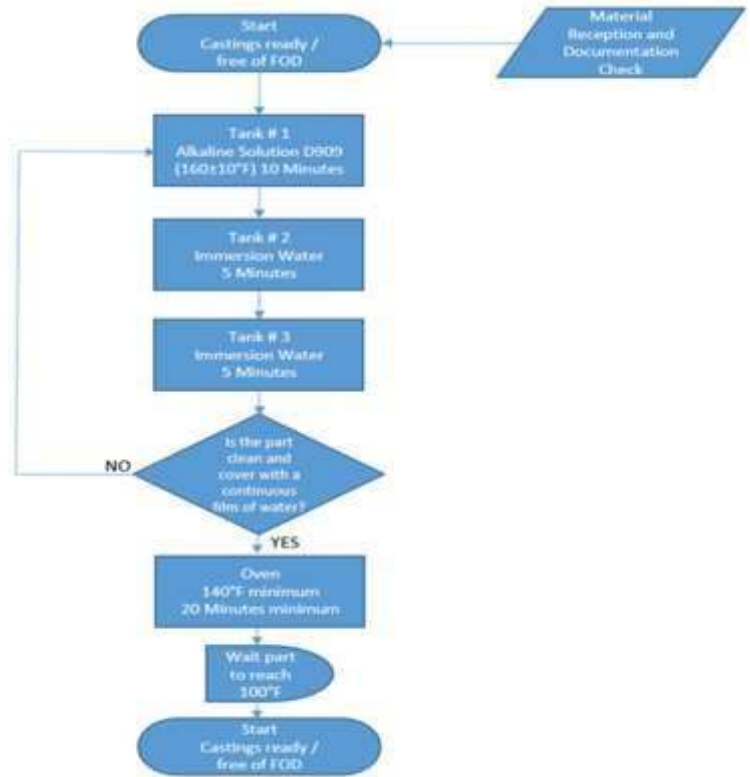 Start
Castings ready /
free of FOD
Material
Reception and
Documentation
Check
Tank # 1
Alkaline Solution D909
(160±10°F) 10 Minutes
Tank # 2
Immersion Water
5 Minutes
Tank # 3
Immersion Water
5 Minutes
Is the part
clean and
cover with a
continuous
film of water?
NO
YES
Oven
140°F minimum
20 Minutes minimum
Wait part
to reach
100°F
Start
Castings ready /
free of FOD